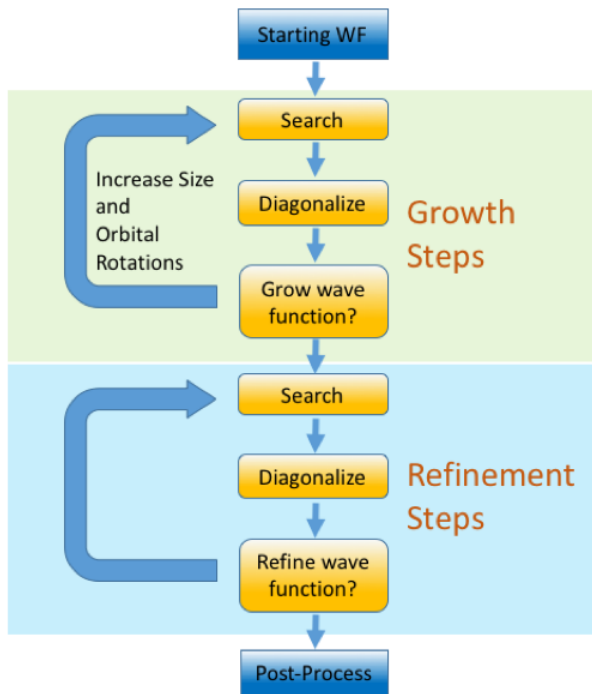 Starting WF
Search
Increase Size
and
Orbital
Rotations
Diagonalize
Growth
Steps
Grow wave
function?
Search
Diagonalize
Refinement
Steps
Refine wave
function?
Post-Process